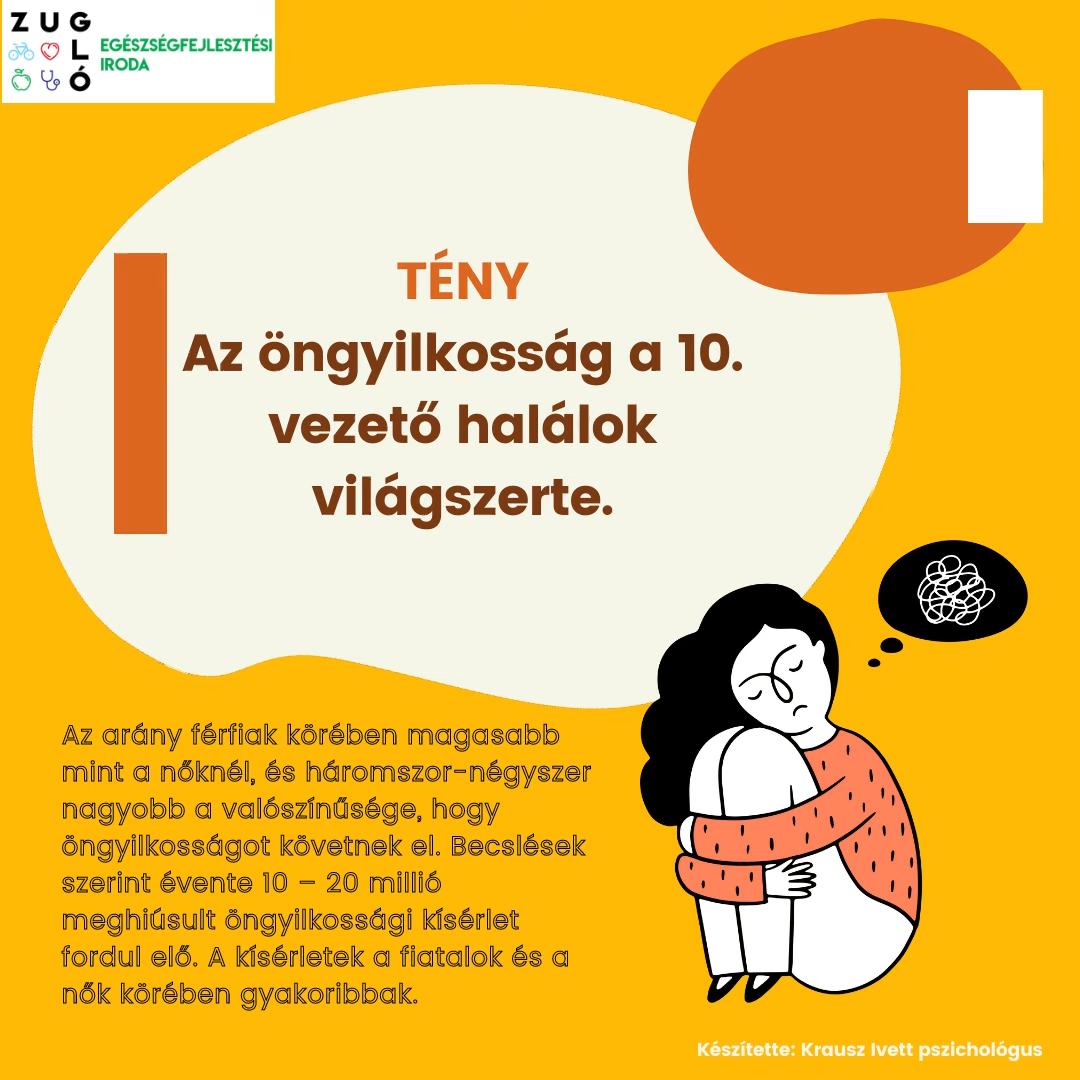 ZUG
L
Ó
EGÉSZSÉGFEJLESZTÉSI
IRODA
TÉNY
Az öngyilkosság a 10.
vezető halálok
világszerte.
Az arány férfiak körében magasabb
mint a nőknél, és háromszor-négyszer
nagyobb a valószínűsége, hogy
öngyilkosságot követnek el. Becslések
szerint évente 10 – 20 millió
meghiúsult öngyilkossági kísérlet
fordul elő. A kísérletek a fiatalok és a
nők körében gyakoribbak.
Készítette: Krausz Ivett pszichológus